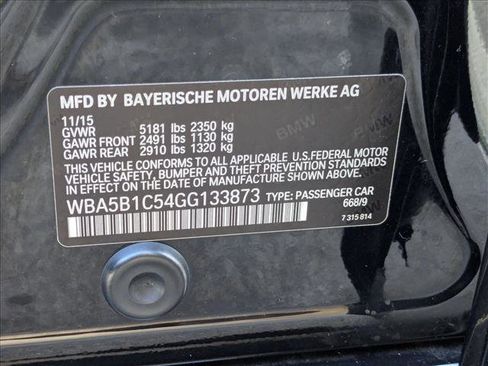 MFD BY BAYERISCHE MOTOREN WERKE AG
11/15
GVWR 5181 lbs 2350 kg
GAWR FRONT 2491 lbs 1130 kg
GAWR REAR 2910 lbs 1320 kg
THIS VEHICLE CONFORMS TO ALL APPLICABLE U.S.FEDERAL MOTOR
VEHICLE SAFETY, BUMPER AND THEFT PREVENTION STANDARDS
IN EFFECT ON THE DATE OF MANUFACTURE SHOWN ABOVE.
WBA5B1C54GG133873 TYPE: PASSENGER CAR
668/9
7 315 814
BMW